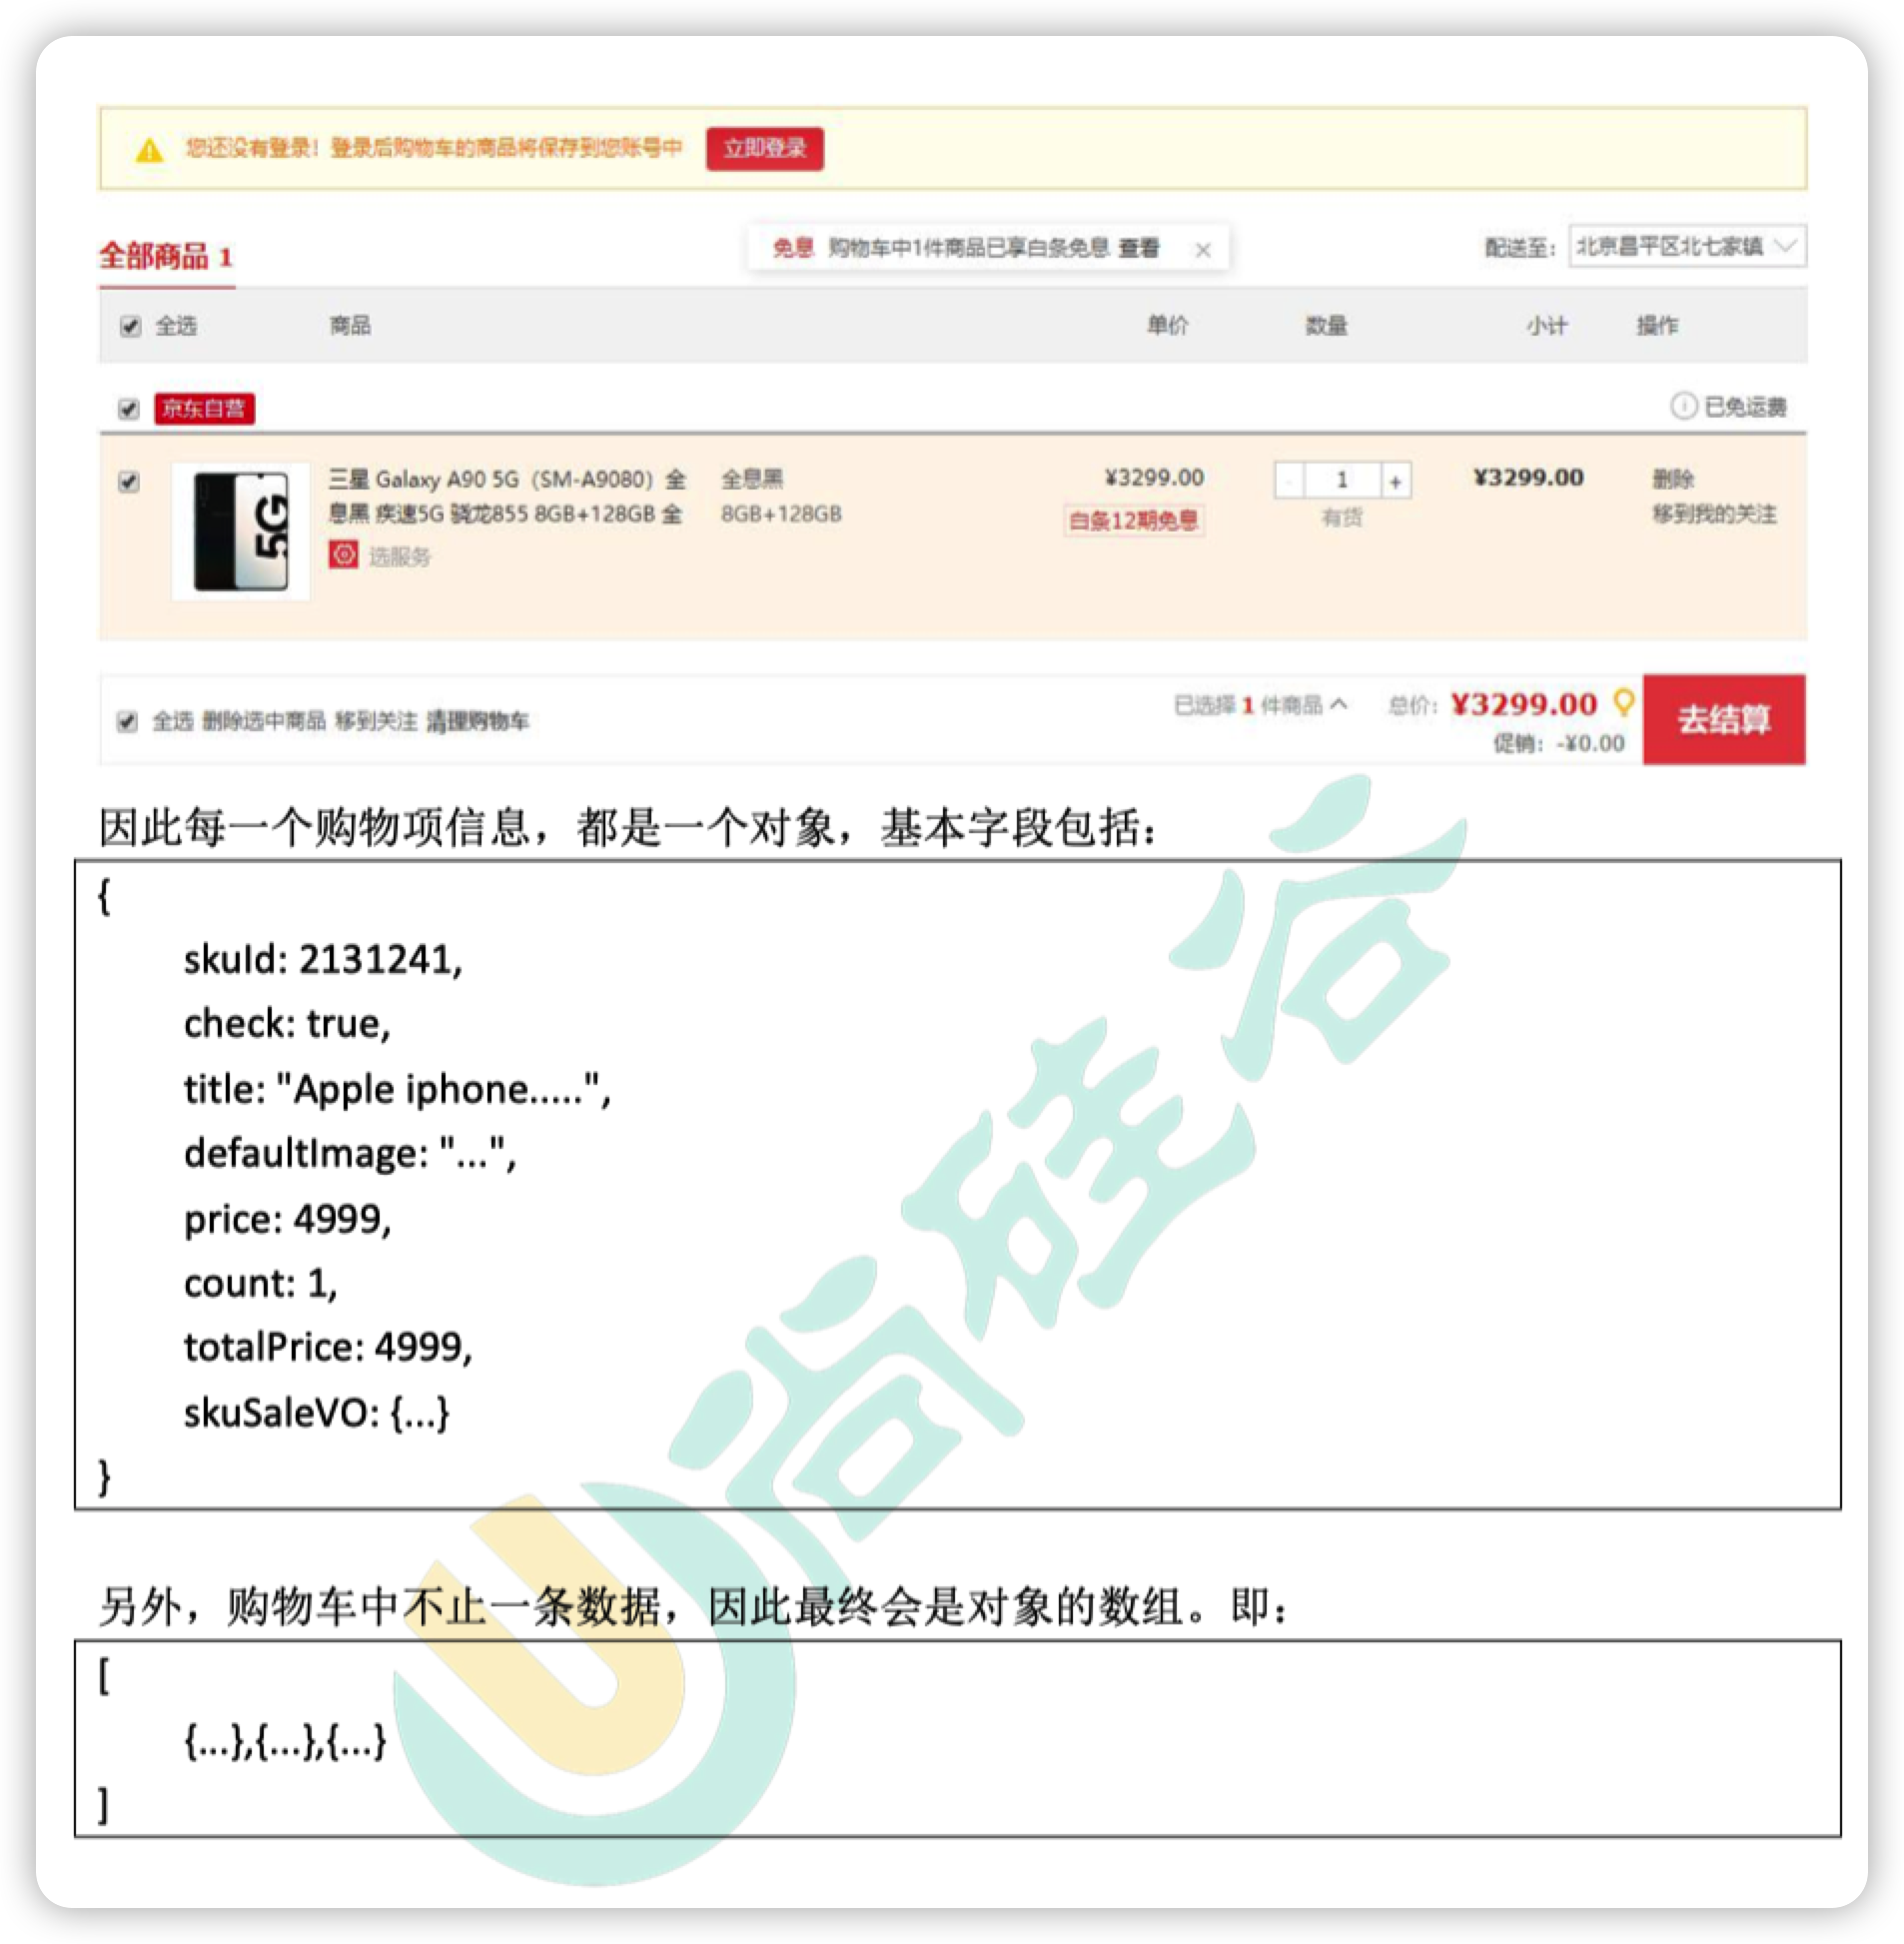 您还没有登录！登录后购物车的商品将保存到您账号中 立即登录
全部商品 1 免息 购物车中1件商品已享白条免息 查看 × 配送至： 北京昌平区北七家镇
全选 商品 单价 数量 小计 操作
京东自营 已免运费
三星 Galaxy A90 5G（SM-A9080）全 全息黑 ¥3299.00 - 1 + ¥3299.00 删除
息黑 疾速5G 骁龙855 8GB+128GB 全 8GB+128GB 白条12期免息 有货 移到我的关注
5G
选服务
全选 删除选中商品 移到关注 清理购物车 已选择 1 件商品 总价： ¥3299.00 去结算
促销： -¥0.00
因此每一个购物项信息，都是一个对象，基本字段包括：
{
skuId: 2131241,
check: true,
title: "Apple iphone.....",
defaultImage: "...",
price: 4999,
count: 1,
totalPrice: 4999,
skuSaleVO: {...}
}
另外，购物车中不止一条数据，因此最终会是对象的数组。即：
[
{...},{...},{...}
]
尚硅谷